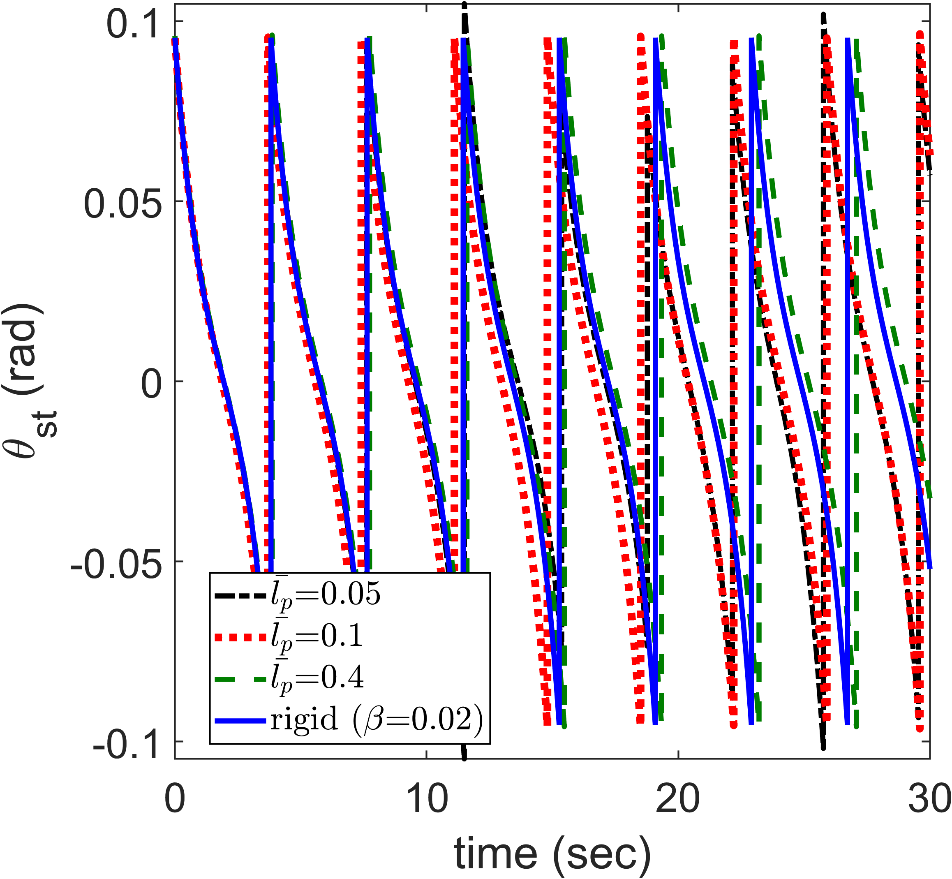 0.1
0.05
0
-0.05
-0.1
θst (rad)
l̄p=0.05
l̄p=0.1
l̄p=0.4
rigid (β=0.02)
0 10 20 30
time (sec)